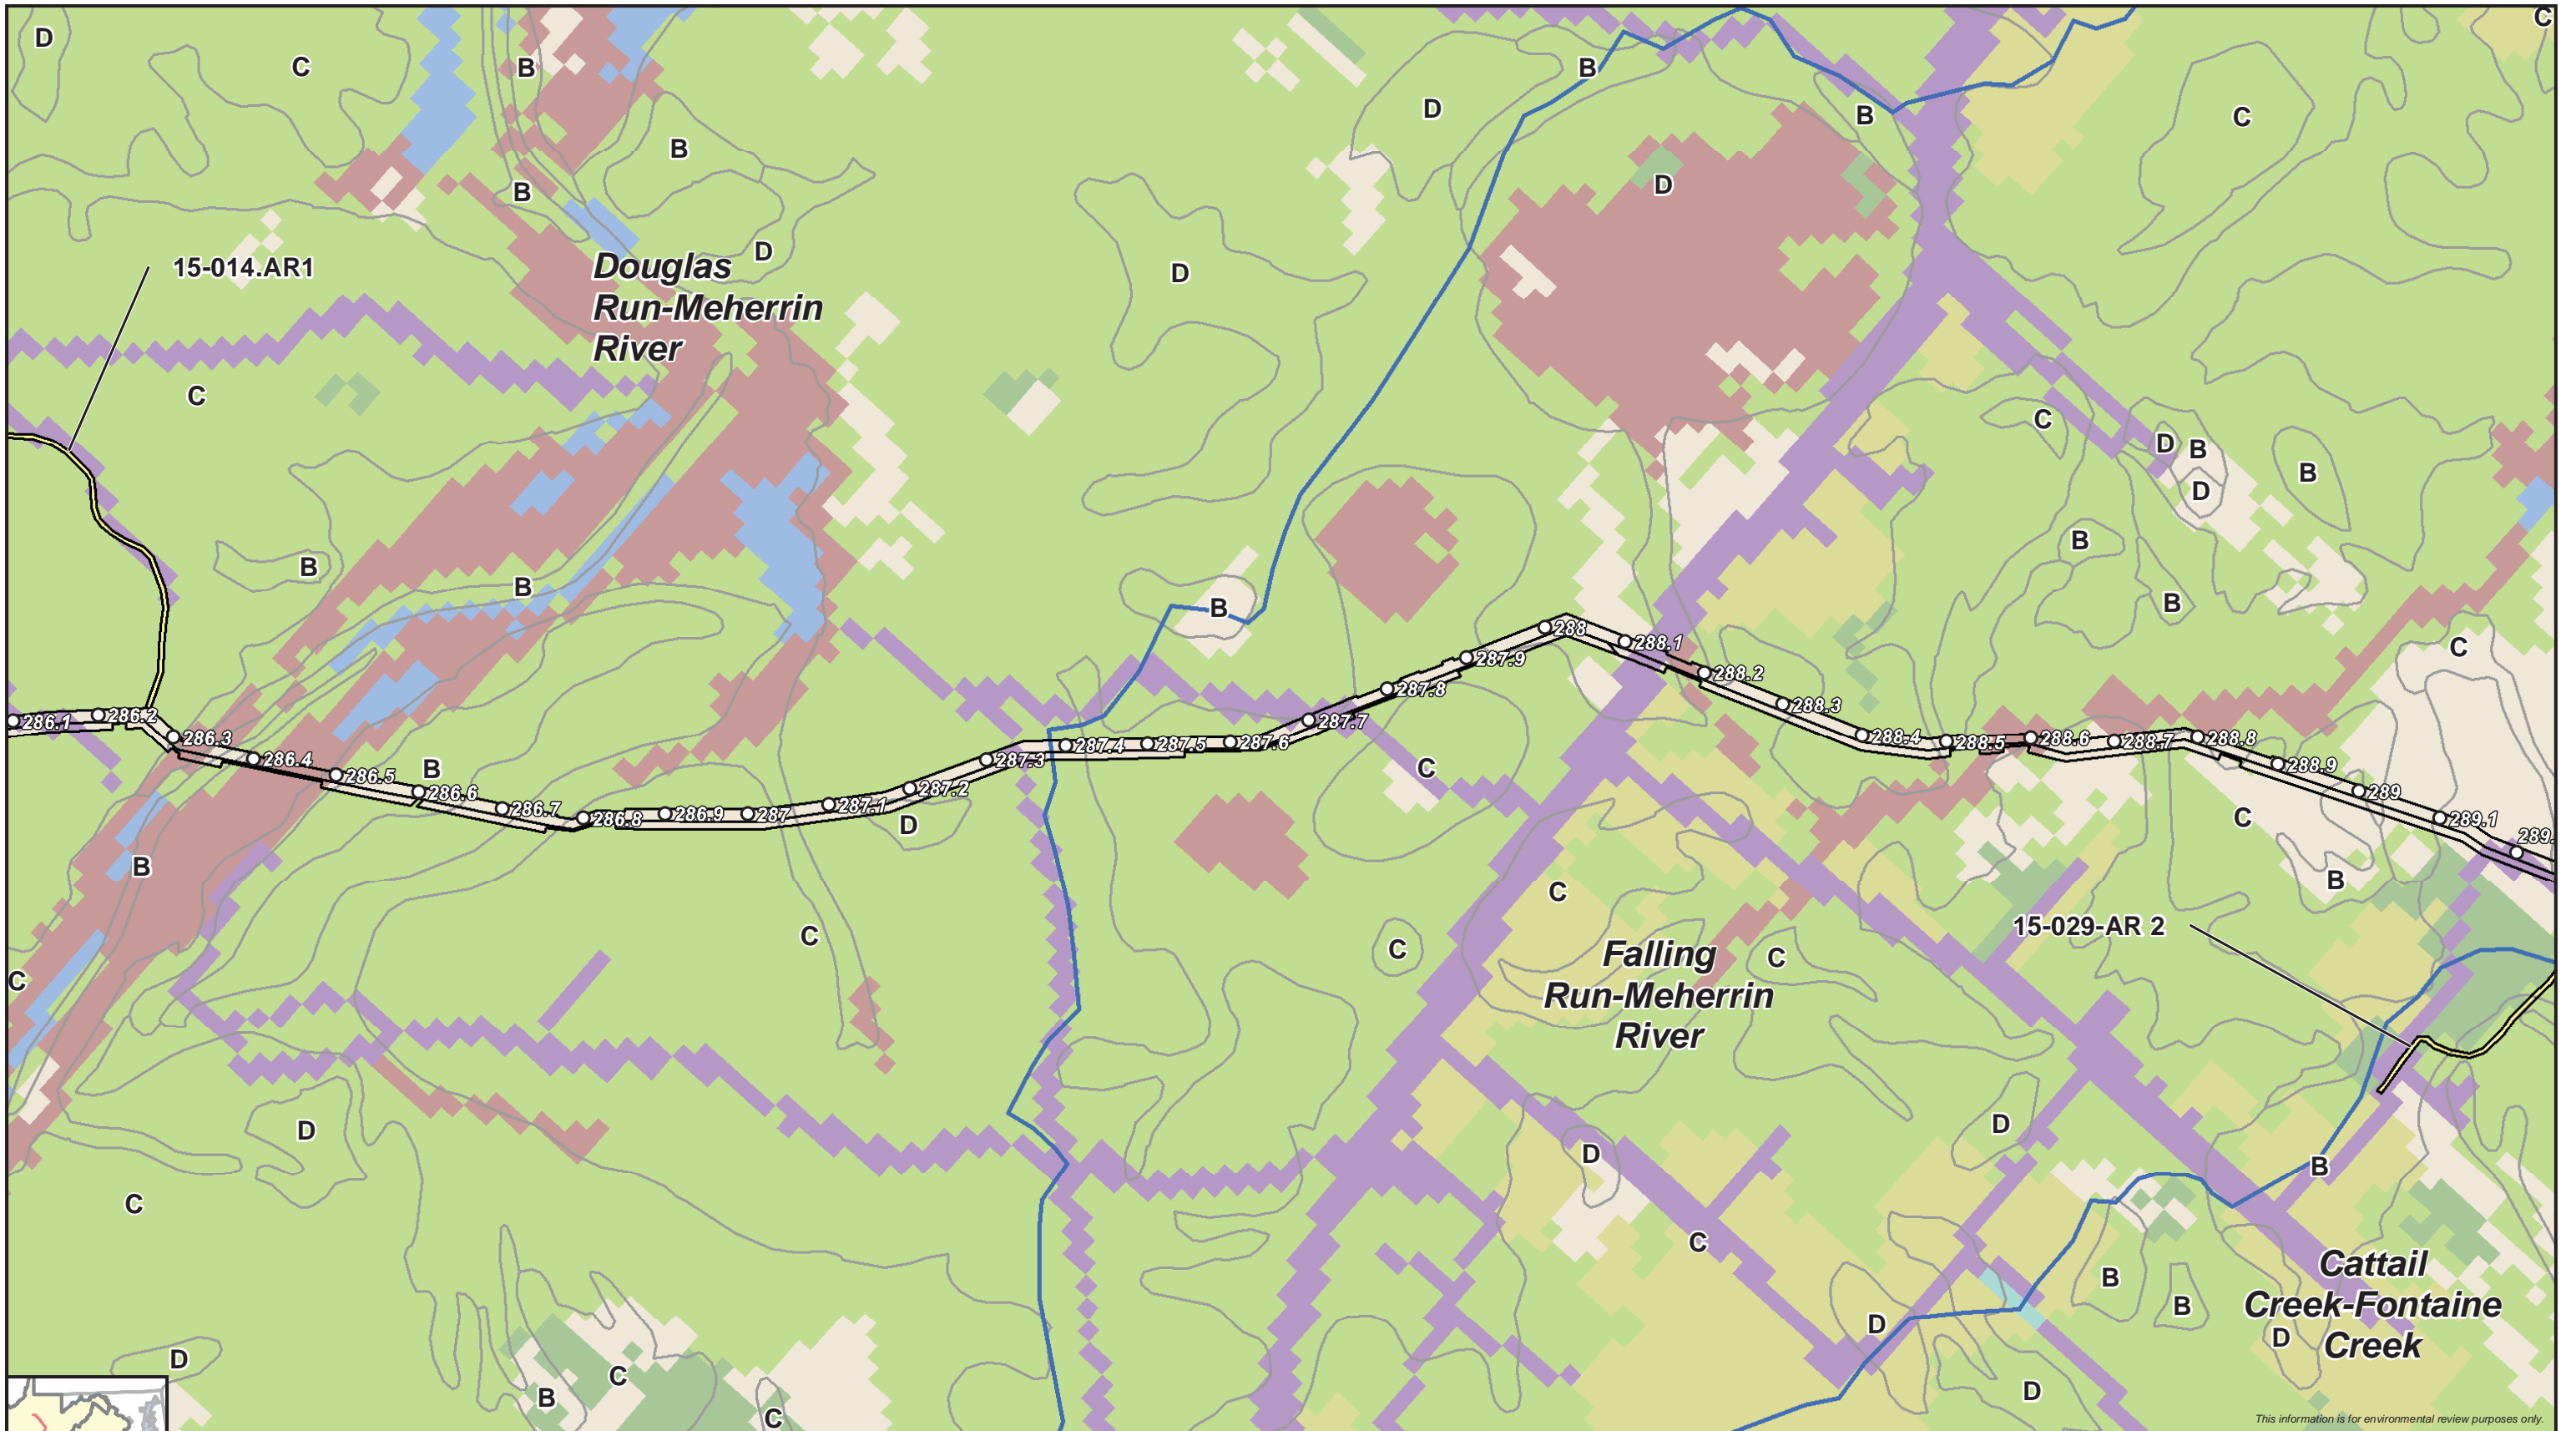 D
C
B
B
D
B
B
C
C
B
D
B
D
15-014.AR1
Douglas
Run-Meherrin
River
D
D
C
C
D
B
D
B
B
B
B
B
B
B
C
286.1
286.2
286.3
286.4
286.5
286.6
286.7
286.8
286.9
287
287.1
287.2
287.3
287.4
287.5
287.6
287.7
287.8
287.9
288
288.1
288.2
288.3
288.4
288.5
288.6
288.7
288.8
288.9
289
289.1
289.
B
D
C
C
B
B
C
C
C
C
C
15-029-AR 2
Falling
Run-Meherrin
River
D
D
D
B
C
C
B
B
D
D
D
Cattail
Creek-Fontaine
Creek
D
C
B
C
This information is for environmental review purposes only.